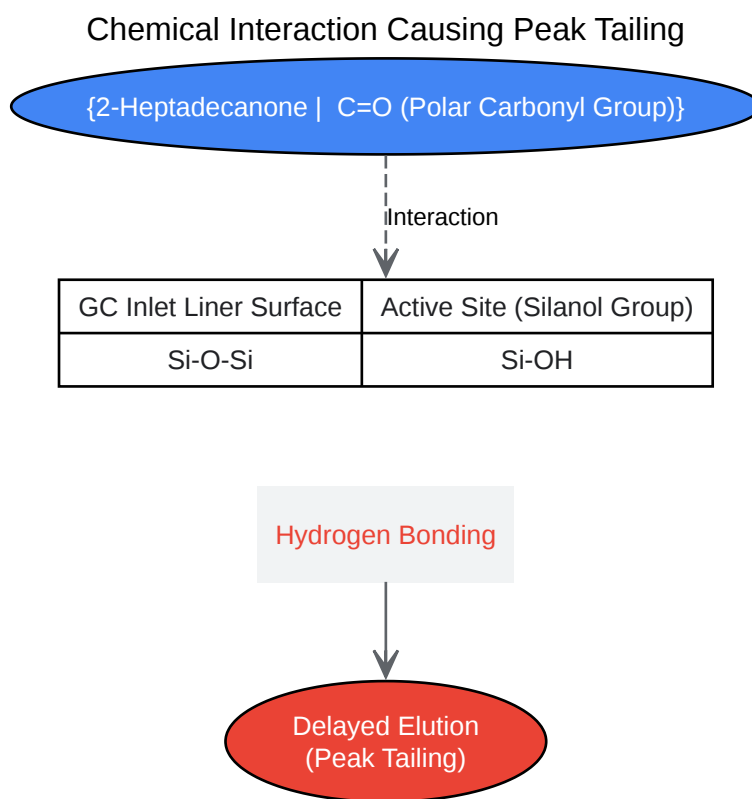 Chemical Interaction Causing Peak Tailing
{2-Heptadecanone | C=O (Polar Carbonyl Group)}
Interaction
GC Inlet Liner Surface Active Site (Silanol Group)
Si-O-Si Si-OH
Hydrogen Bonding
Delayed Elution
(Peak Tailing)